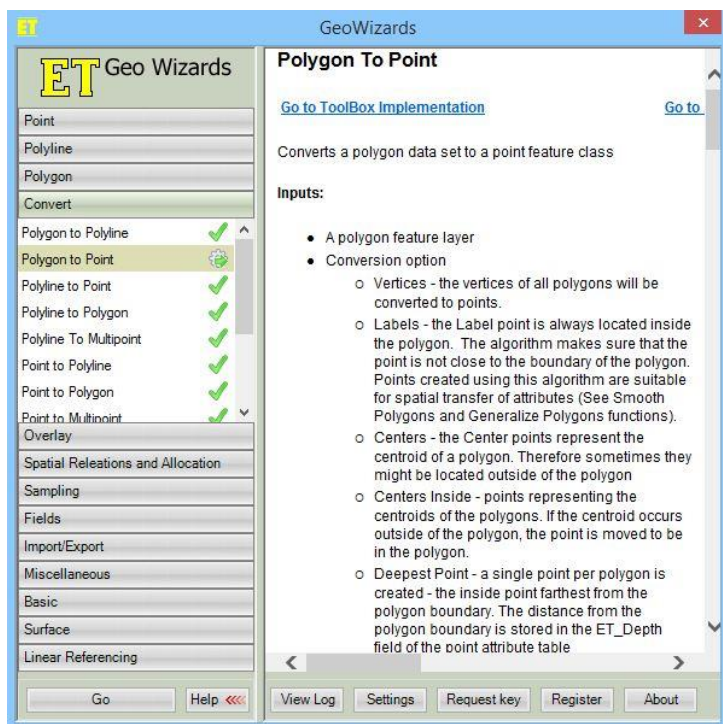 ET
GeoWizards
ET Geo Wizards
Point
Polyline
Polygon
Convert
Polygon to Polyline
Polygon to Point
Polyline to Point
Polyline to Polygon
Polyline To Multipoint
Point to Polyline
Point to Polygon
Point to Multipoint
Overlay
Spatial Releations and Allocation
Sampling
Fields
Import/Export
Miscellaneous
Basic
Surface
Linear Referencing
Go
Help
Polygon To Point
Go to ToolBox Implementation
Go to
Converts a polygon data set to a point feature class
Inputs:
• A polygon feature layer
• Conversion option
o Vertices - the vertices of all polygons will be
converted to points.
o Labels - the Label point is always located inside
the polygon. The algorithm makes sure that the
point is not close to the boundary of the polygon.
Points created using this algorithm are suitable
for spatial transfer of attributes (See Smooth
Polygons and Generalize Polygons functions).
o Centers - the Center points represent the
centroid of a polygon. Therefore sometimes they
might be located outside of the polygon
o Centers Inside - points representing the
centroids of the polygons. If the centroid occurs
outside of the polygon, the point is moved to be
in the polygon.
o Deepest Point - a single point per polygon is
created - the inside point farthest from the
polygon boundary. The distance from the
polygon boundary is stored in the ET_Depth
field of the point attribute table
View Log
Settings
Request key
Register
About